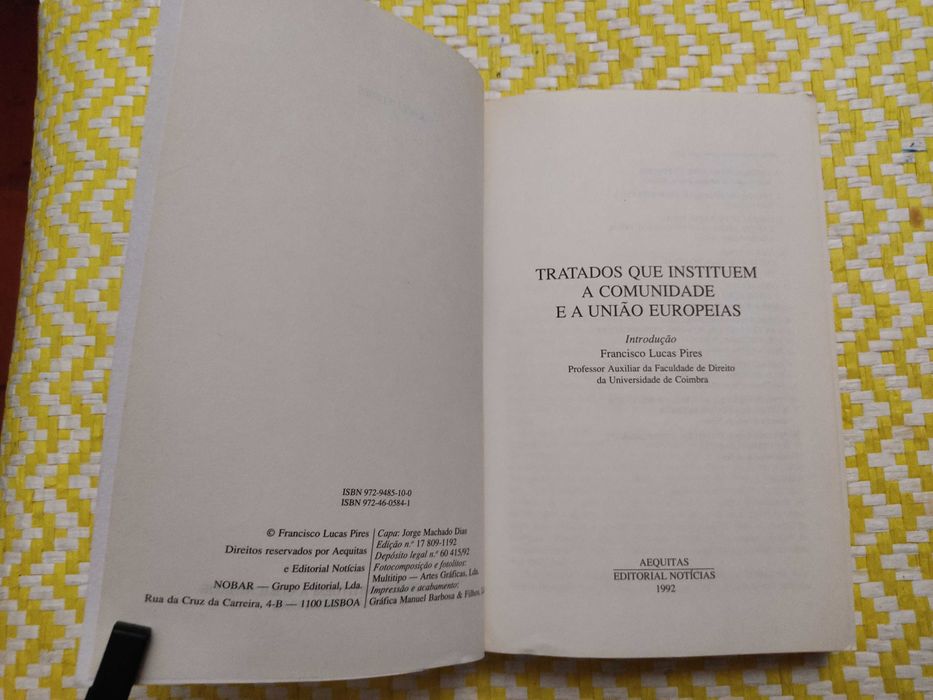 ISBN 972-9485-10-0
ISBN 972-46-0584-1
© Francisco Lucas Pires
Direitos reservados por Aequitas
e Editorial Notícias
NOBAR — Grupo Editorial, Lda.
Rua da Cruz da Carreira, 4-B — 1100 LISBOA
Capa: Jorge Machado Dias
Edição n.º 17 809-1192
Depósito legal n.º 60 415/92
Fotocomposição e fotolitos:
Multitipo — Artes Gráficas, Lda.
Impressão e acabamento:
Gráfica Manuel Barbosa & Filhos,
TRATADOS QUE INSTITUEM
A COMUNIDADE
E A UNIÃO EUROPEIAS
Introdução
Francisco Lucas Pires
Professor Auxiliar da Faculdade de Direito
da Universidade de Coimbra
AEQUITAS
EDITORIAL NOTÍCIAS
1992